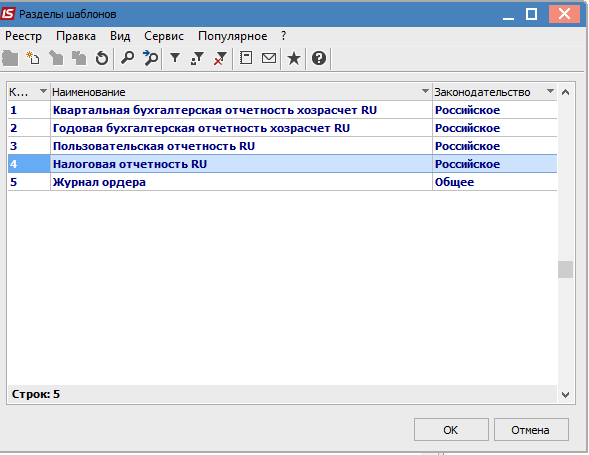 IS Разделы шаблонов
Реестр Правка Вид Сервис Популярное ?
К... Наименование Законодательство
1 Квартальная бухгалтерская отчетность хозрасчет RU Российское
2 Годовая бухгалтерская отчетность хозрасчет RU Российское
3 Пользовательская отчетность RU Российское
4 Налоговая отчетность RU Российское
5 Журнал ордера Общее
Строк: 5
OK Отмена